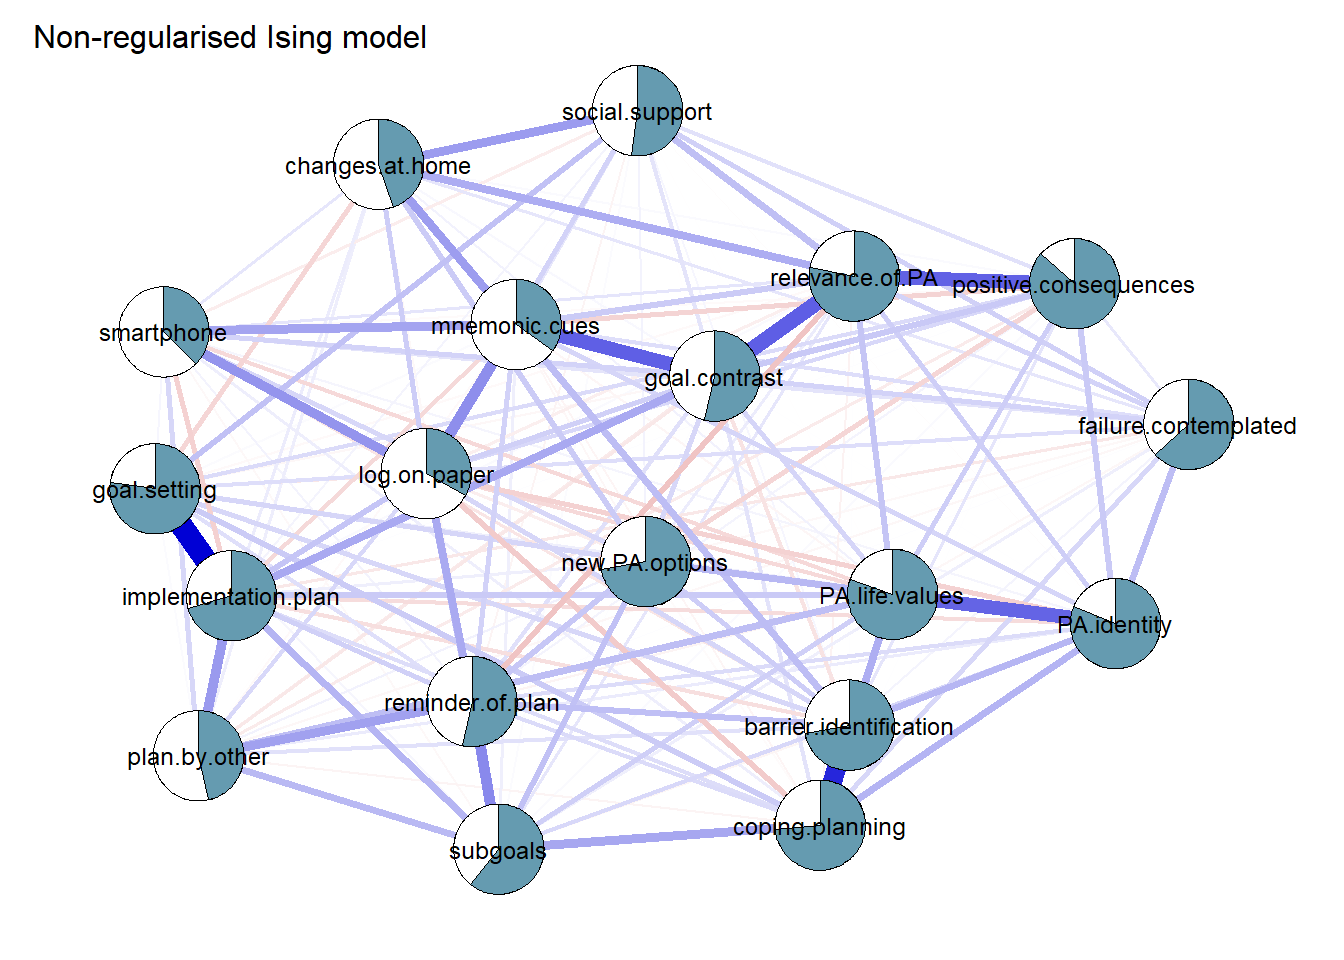 Non-regularised Ising model
social.support
changes.at.home
relevance.of.PA
positive.consequences
smartphone
mnemonic.cues
goal.contrast
failure.contemplated
log.on.paper
goal.setting
new.PA.options
implementation.plan
PA.life.values
PA.identity
reminder.of.plan
barrier.identification
plan.by.other
coping.planning
subgoals